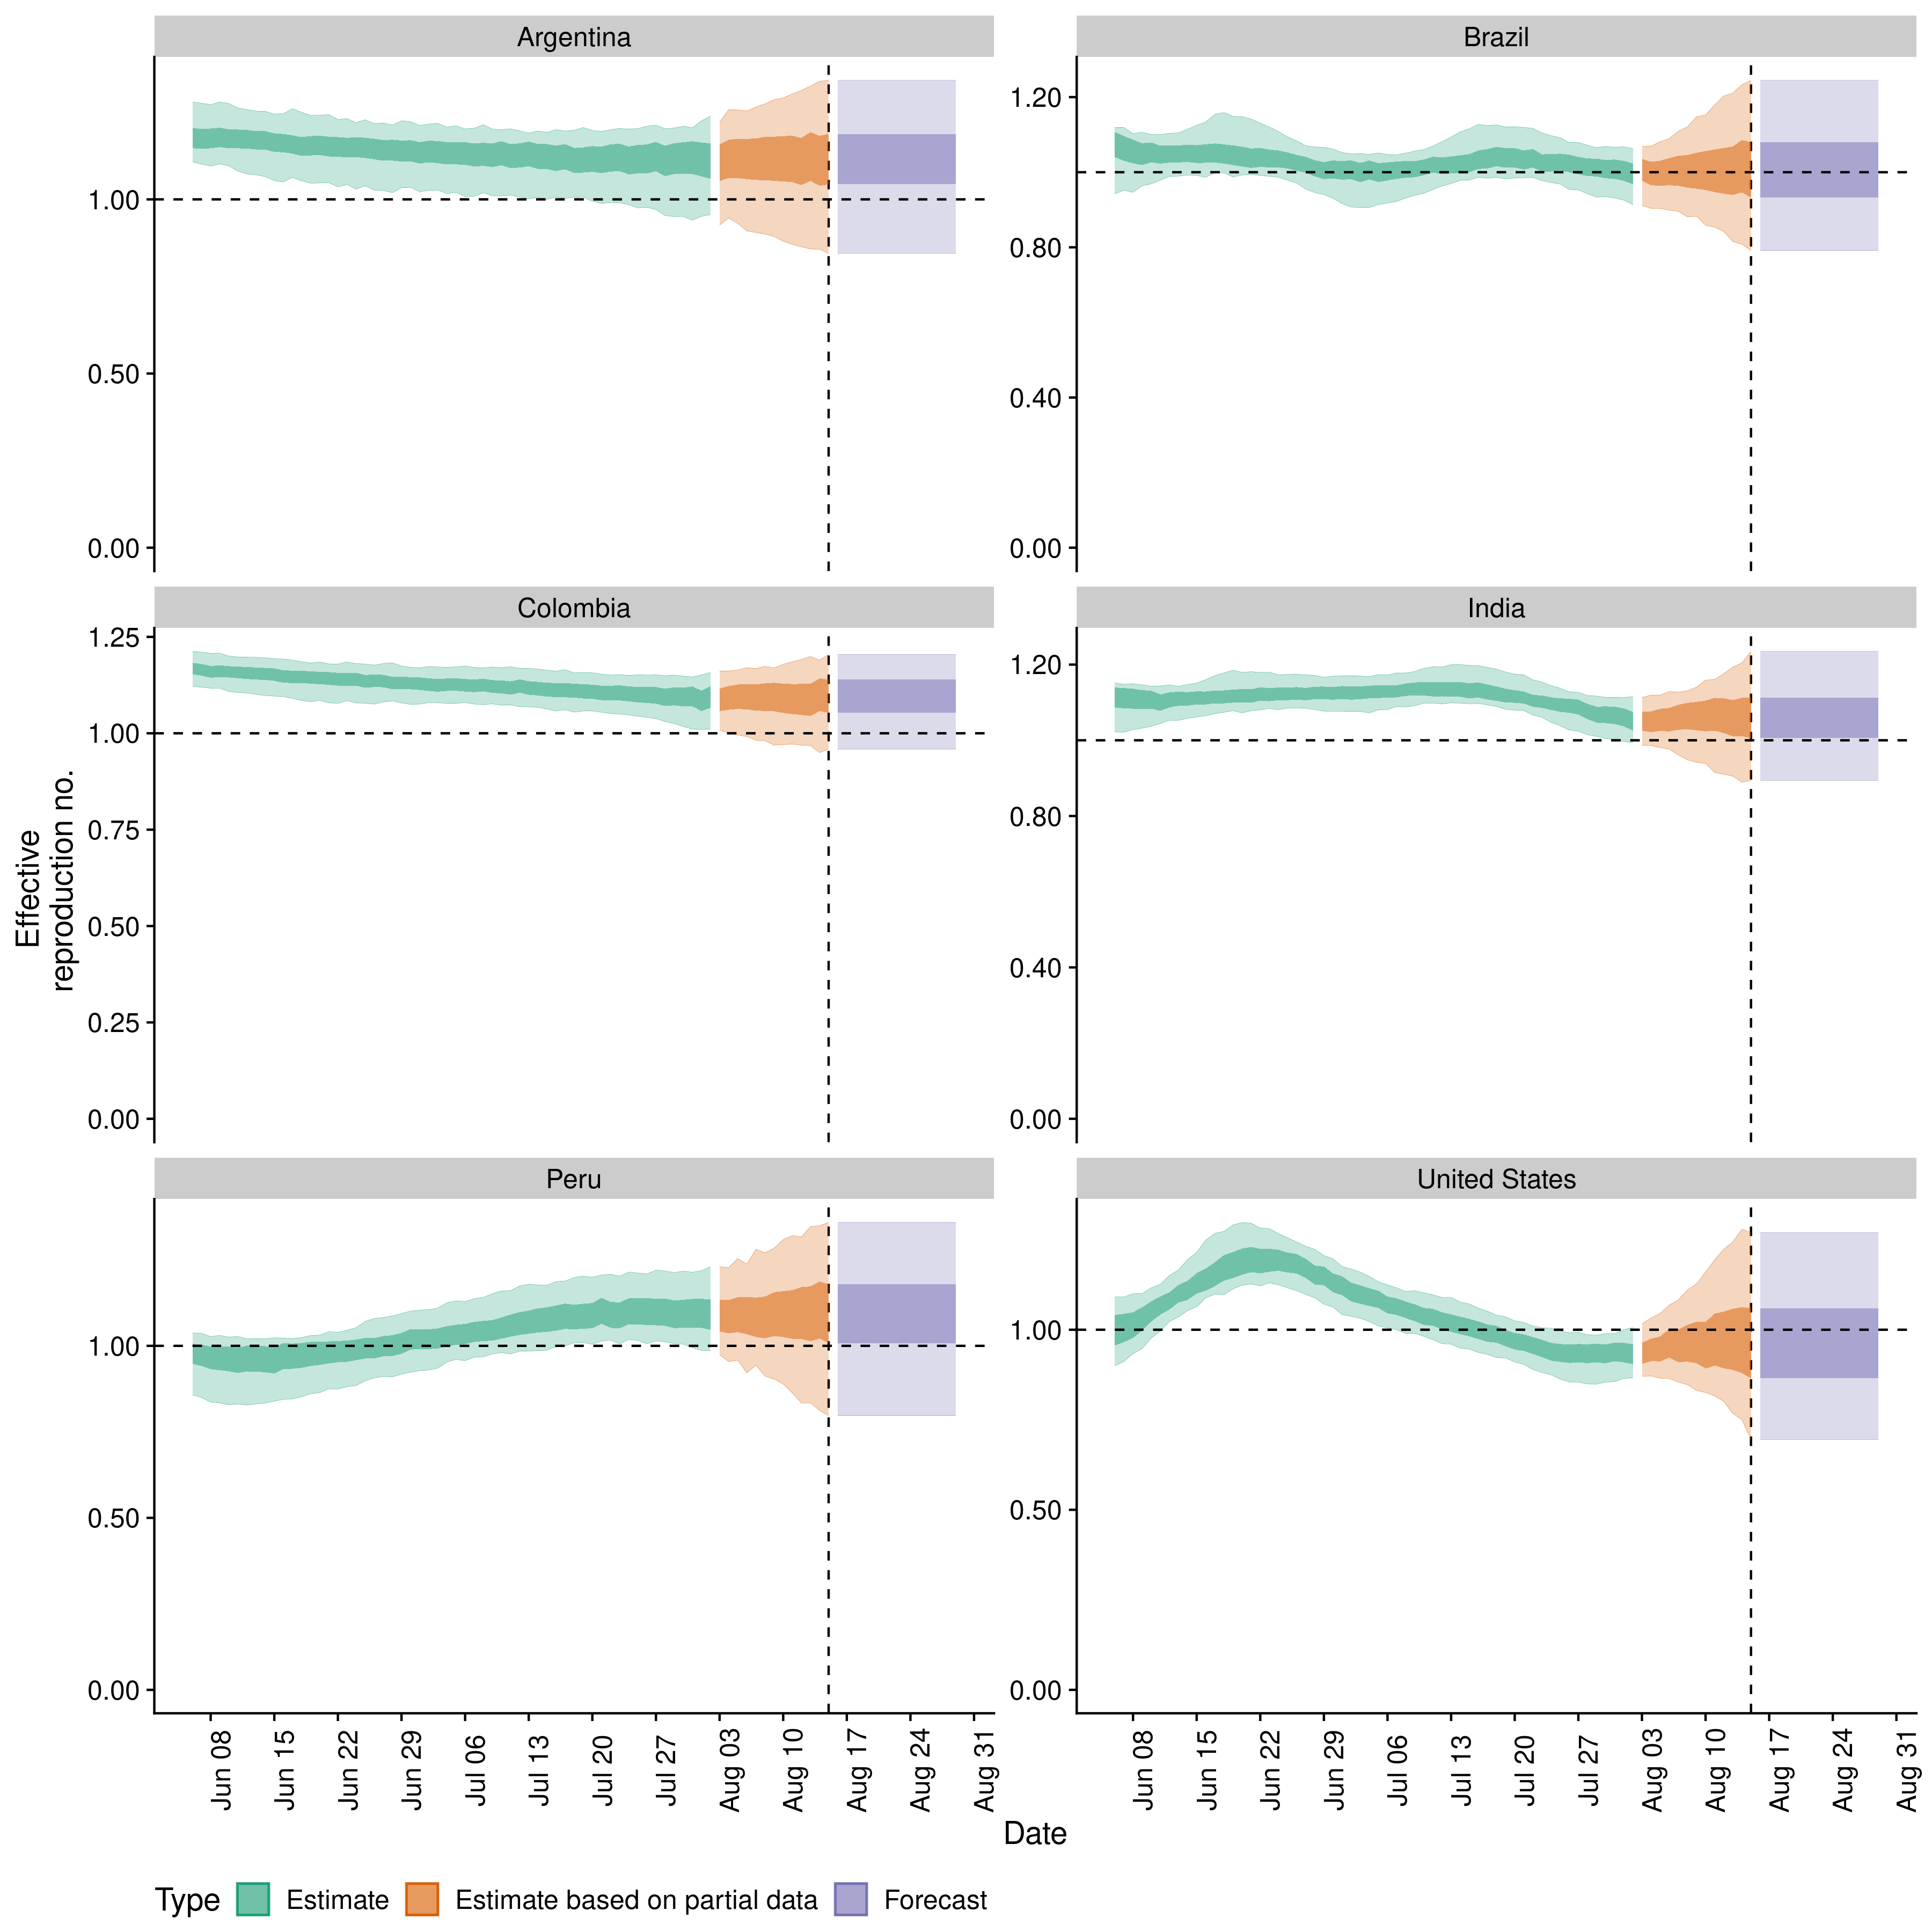 Argentina
Brazil
1.00
0.50
0.00
1.20
0.80
0.40
0.00
Colombia
India
1.25
1.00
0.75
0.50
0.25
0.00
1.20
0.80
0.40
0.00
Effective
reproduction no.
Peru
United States
1.00
0.50
0.00
1.00
0.50
0.00
Jun 08
Jun 15
Jun 22
Jun 29
Jul 06
Jul 13
Jul 20
Jul 27
Aug 03
Aug 10
Aug 17
Aug 24
Aug 31
Jun 08
Jun 15
Jun 22
Jun 29
Jul 06
Jul 13
Jul 20
Jul 27
Aug 03
Aug 10
Aug 17
Aug 24
Aug 31
Date
Type Estimate Estimate based on partial data Forecast